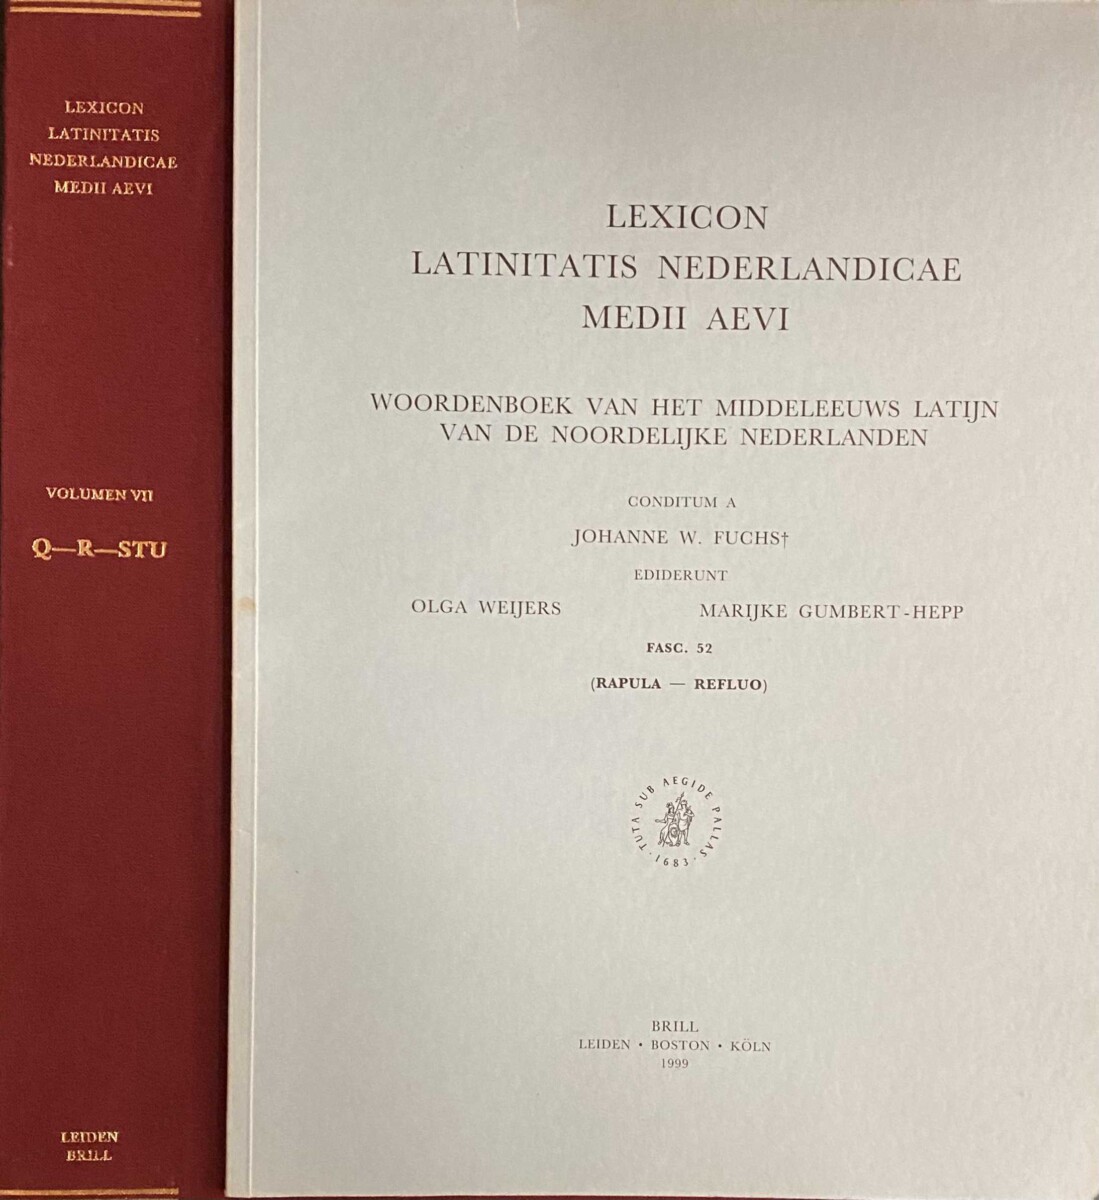 LEXICON
LATINITATIS
NEDERLANDICAE
MEDII AEVI
VOLUMEN VII
Q—R—STU
LEIDEN
BRILL
LEXICON
LATINITATIS NEDERLANDICAE
MEDII AEVI
WOORDENBOEK VAN HET MIDDELEEUWS LATIJN
VAN DE NOORDELIJKE NEDERLANDEN
CONDITUM A
JOHANNE W. FUCHS†
EDIDERUNT
OLGA WEIJERS MARIJKE GUMBERT-HEPP
FASC. 52
(RAPULA — REFLUO)
TUTA SUB AEGIDE PALLAS
· 1683 ·
BRILL
LEIDEN · BOSTON · KÖLN
1999